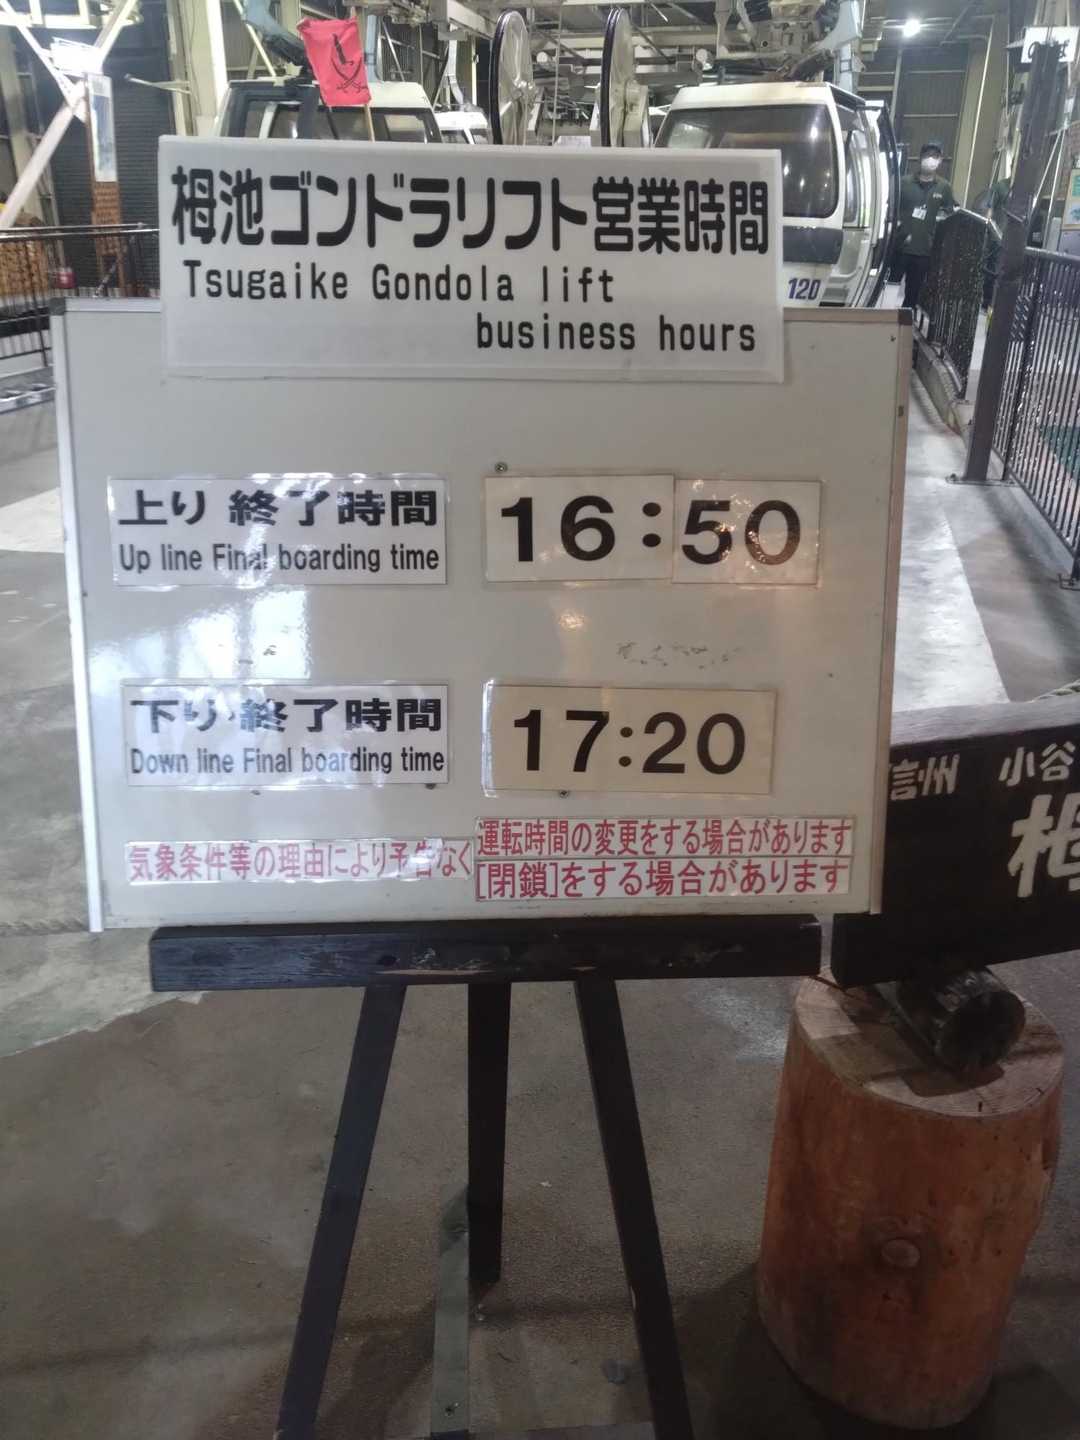 栂池ゴンドラリフト営業時間
Tsugaike Gondola lift
business hours
120
上り 終了時間
Up line Final boarding time
16:50
下り 終了時間
Down line Final boarding time
17:20
気象条件等の理由により予告なく
運転時間の変更をする場合があります
[閉鎖]をする場合があります
信州 小谷
栂